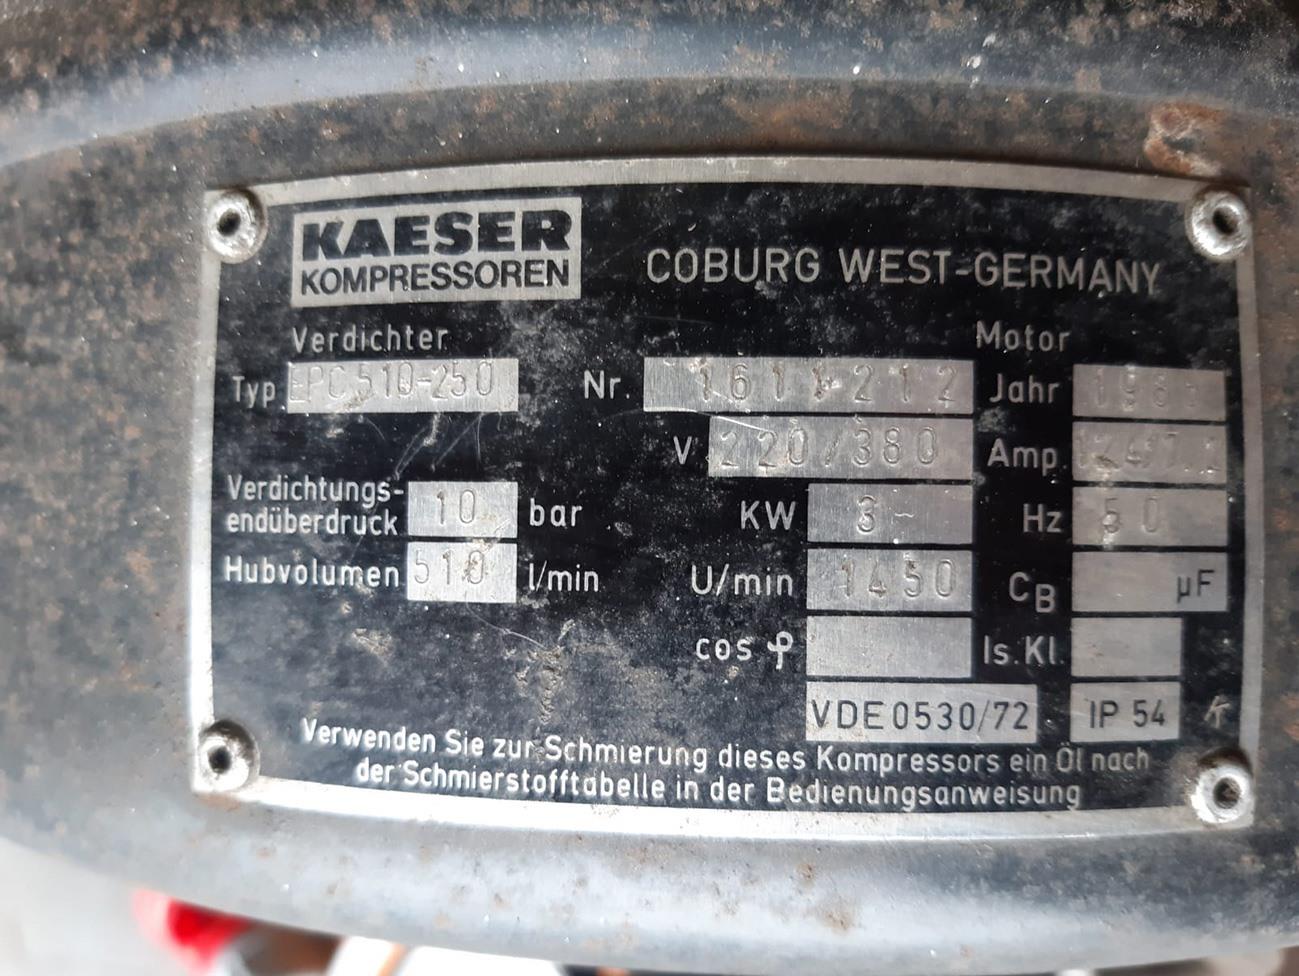 KAESER
KOMPRESSOREN
COBURG WEST-GERMANY
Verdichter
Motor
Typ EPC 510-250 Nr. 1611 212 Jahr
V 220/380 Amp.
Verdichtungs-
endüberdruck 10 bar KW 3~ Hz 50
Hubvolumen 510 l/min U/min 1450 CB µF
cos φ Is. Kl.
VDE 0530/72 IP 54
Verwenden Sie zur Schmierung dieses Kompressors ein Öl nach
der Schmierstofftabelle in der Bedienungsanweisung